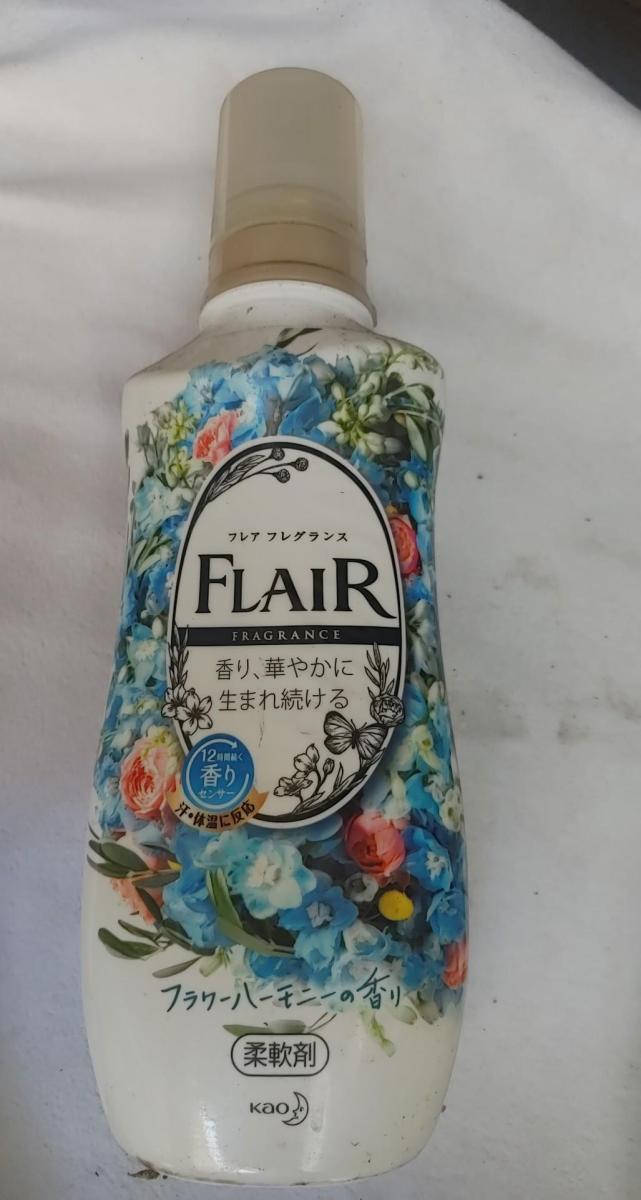 フレア フレグランス
FLAIR
FRAGRANCE
香り、華やかに
生まれ続ける
12時間続く
香り
センサー
汗・体温に反応
フラワーハーモニーの香り
柔軟剤
Kao